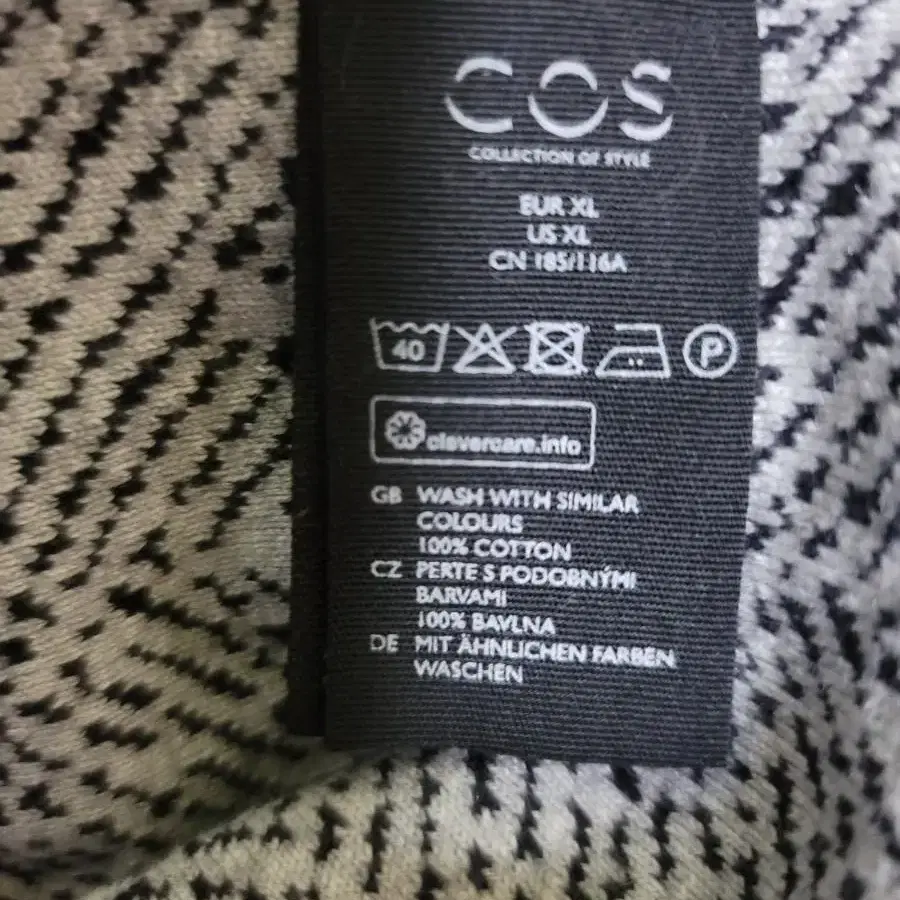 COS
COLLECTION OF STYLE
EUR XL
US XL
CN 185/116A
40
P
clevercare.info
GB WASH WITH SIMILAR
COLOURS
100% COTTON
CZ PERTE S PODOBNÝMI
BARVAMI
100% BAVLNA
DE MIT ÄHNLICHEN FARBEN
WASCHEN